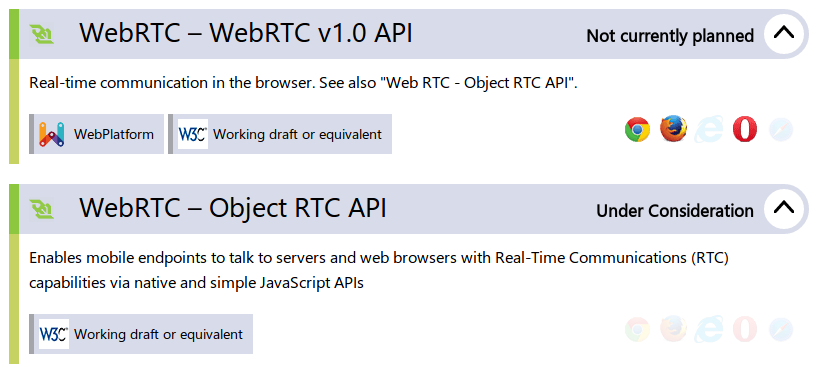 WebRTC – WebRTC v1.0 API
Not currently planned
Real-time communication in the browser. See also "Web RTC - Object RTC API".
WebPlatform
W3C Working draft or equivalent
WebRTC – Object RTC API
Under Consideration
Enables mobile endpoints to talk to servers and web browsers with Real-Time Communications (RTC)
capabilities via native and simple JavaScript APIs
W3C Working draft or equivalent